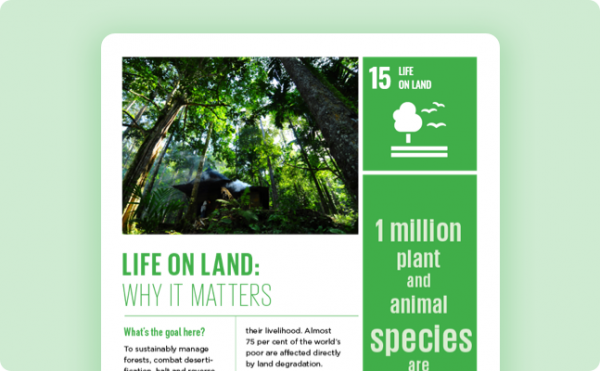 15 LIFE
ON LAND
1 million
plant
and
animal
species
are
LIFE ON LAND:
WHY IT MATTERS
What's the goal here?
To sustainably manage
forests, combat deserti-
fication, halt and reverse
their livelihood. Almost
75 per cent of the world's
poor are affected directly
by land degradation.